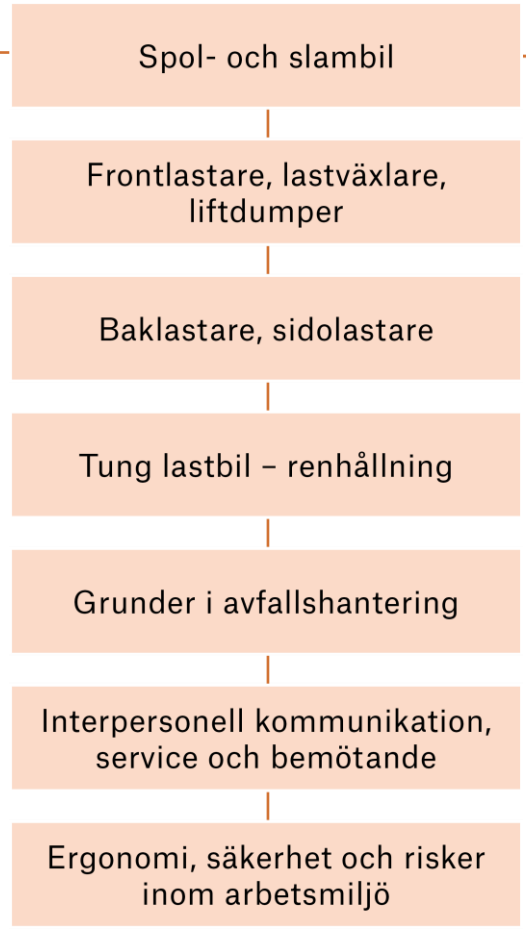 Spol- och slambil
Frontlastare, lastväxlare,
liftdumper
Baklastare, sidolastare
Tung lastbil – renhållning
Grunder i avfallshantering
Interpersonell kommunikation,
service och bemötande
Ergonomi, säkerhet och risker
inom arbetsmiljö